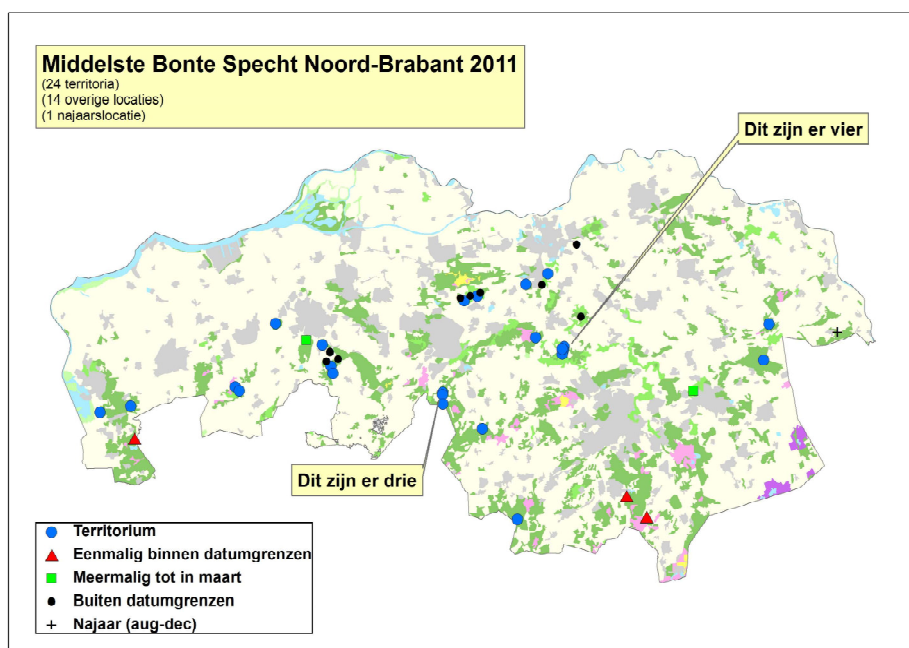 Middelste Bonte Specht Noord-Brabant 2011
(24 territoria)
(14 overige locaties)
(1 najaarslocatie)
Dit zijn er vier
Dit zijn er drie
Territorium
Eenmalig binnen datumgrenzen
Meermalig tot in maart
Buiten datumgrenzen
Najaar (aug-dec)